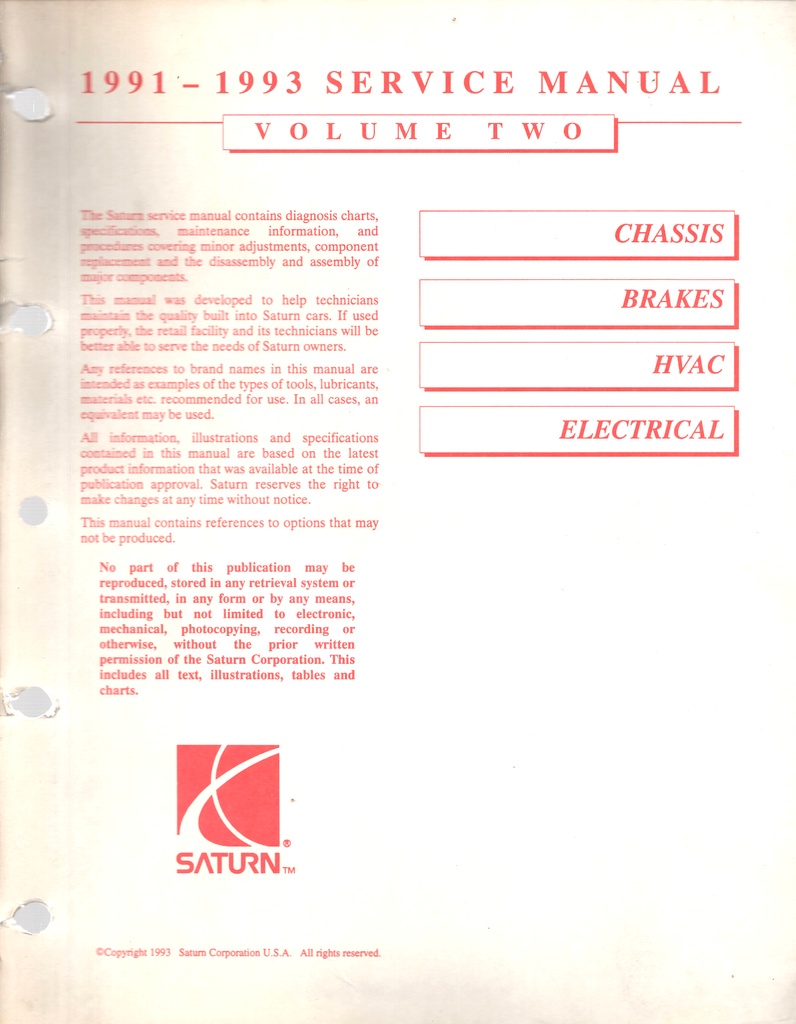 1991 – 1993 SERVICE MANUAL
VOLUME TWO
The Saturn service manual contains diagnosis charts,
specifications, maintenance information, and
procedures covering minor adjustments, component
replacement and the disassembly and assembly of
major components.
This manual was developed to help technicians
maintain the quality built into Saturn cars. If used
properly, the retail facility and its technicians will be
better able to serve the needs of Saturn owners.
Any references to brand names in this manual are
intended as examples of the types of tools, lubricants,
materials etc. recommended for use. In all cases, an
equivalent may be used.
All information, illustrations and specifications
contained in this manual are based on the latest
product information that was available at the time of
publication approval. Saturn reserves the right to
make changes at any time without notice.
This manual contains references to options that may
not be produced.
No part of this publication may be
reproduced, stored in any retrieval system or
transmitted, in any form or by any means,
including but not limited to electronic,
mechanical, photocopying, recording or
otherwise, without the prior written
permission of the Saturn Corporation. This
includes all text, illustrations, tables and
charts.
CHASSIS
BRAKES
HVAC
ELECTRICAL
®
SATURN™
©Copyright 1993 Saturn Corporation U.S.A. All rights reserved.